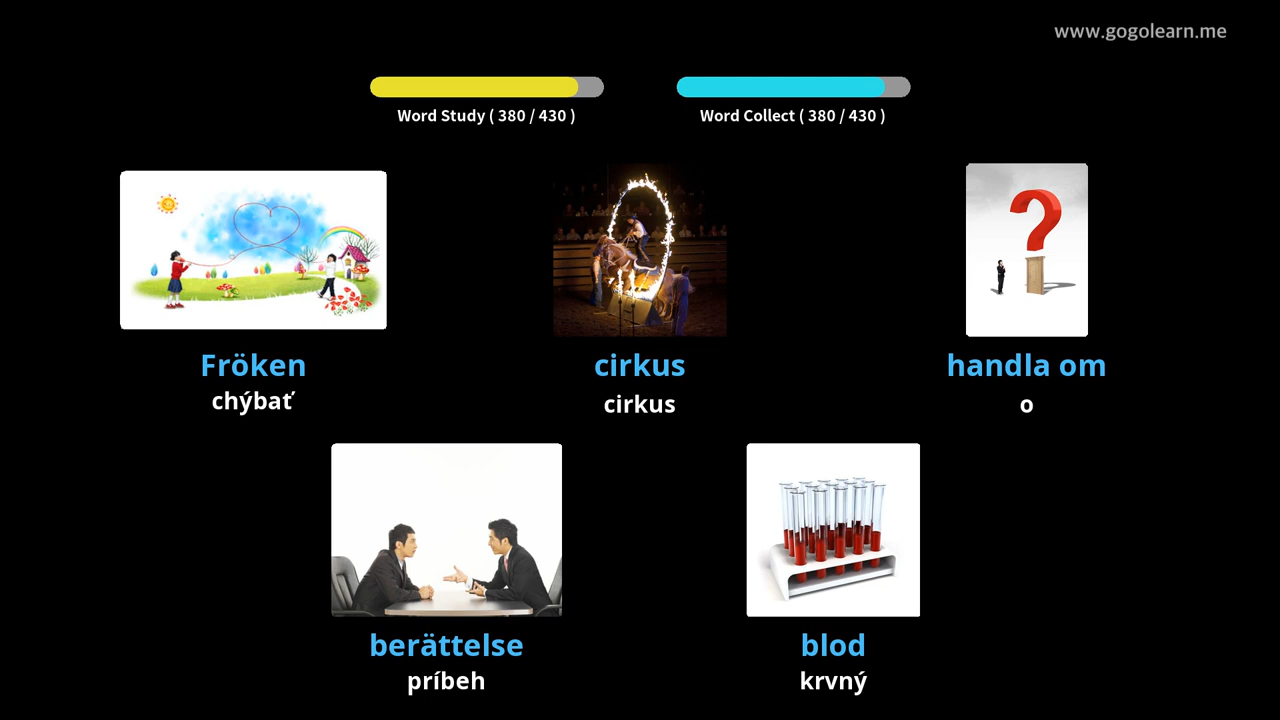 www.gogolearn.me
Word Study ( 380 / 430 )
Word Collect ( 380 / 430 )
Fröken
chýbať
cirkus
cirkus
handla om
o
berättelse
príbeh
blod
krvný